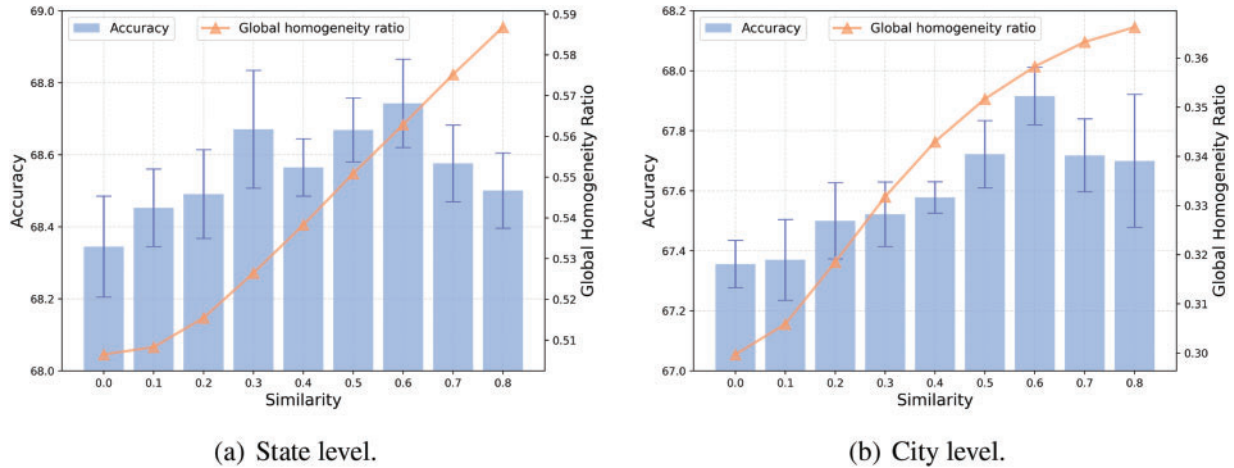 Accuracy
Global homogeneity ratio
69.0
68.8
68.6
68.4
68.2
68.0
Accuracy
0.59
0.58
0.57
0.56
0.55
0.54
0.53
0.52
0.51
Global Homogeneity Ratio
0.0 0.1 0.2 0.3 0.4 0.5 0.6 0.7 0.8
Similarity
(a) State level.
Accuracy
Global homogeneity ratio
68.2
68.0
67.8
67.6
67.4
67.2
67.0
Accuracy
0.36
0.35
0.34
0.33
0.32
0.31
0.30
Global Homogeneity Ratio
0.0 0.1 0.2 0.3 0.4 0.5 0.6 0.7 0.8
Similarity
(b) City level.